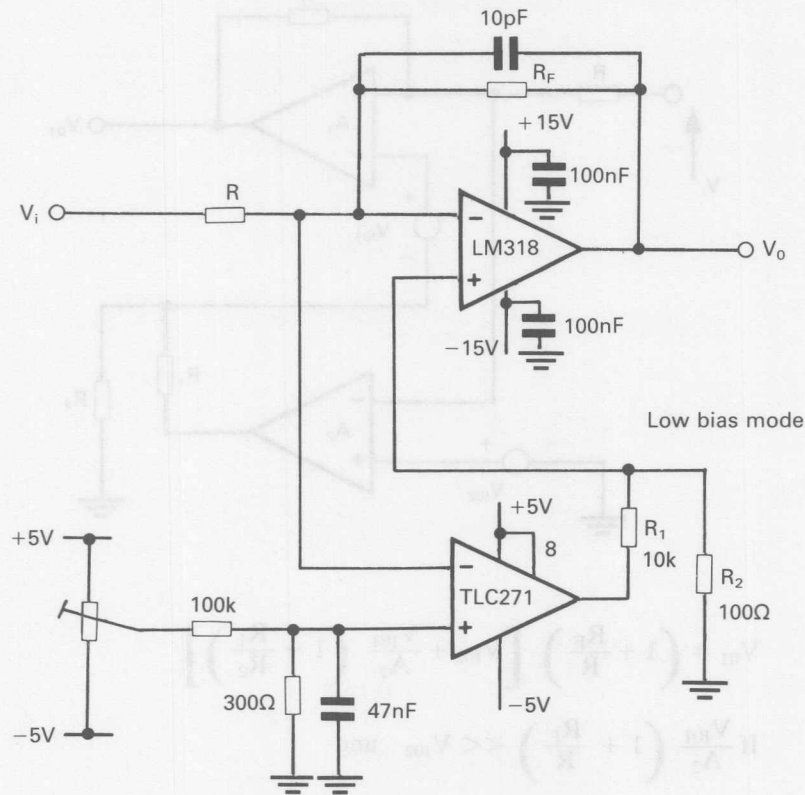 10pF
R_F
+15V
100nF
R
V_i
−
LM318
+
V_o
100nF
−15V
Low bias mode
+5V
8
R_1
10k
−
TLC271
+
R_2
100Ω
+5V
100k
300Ω
47nF
−5V
−5V